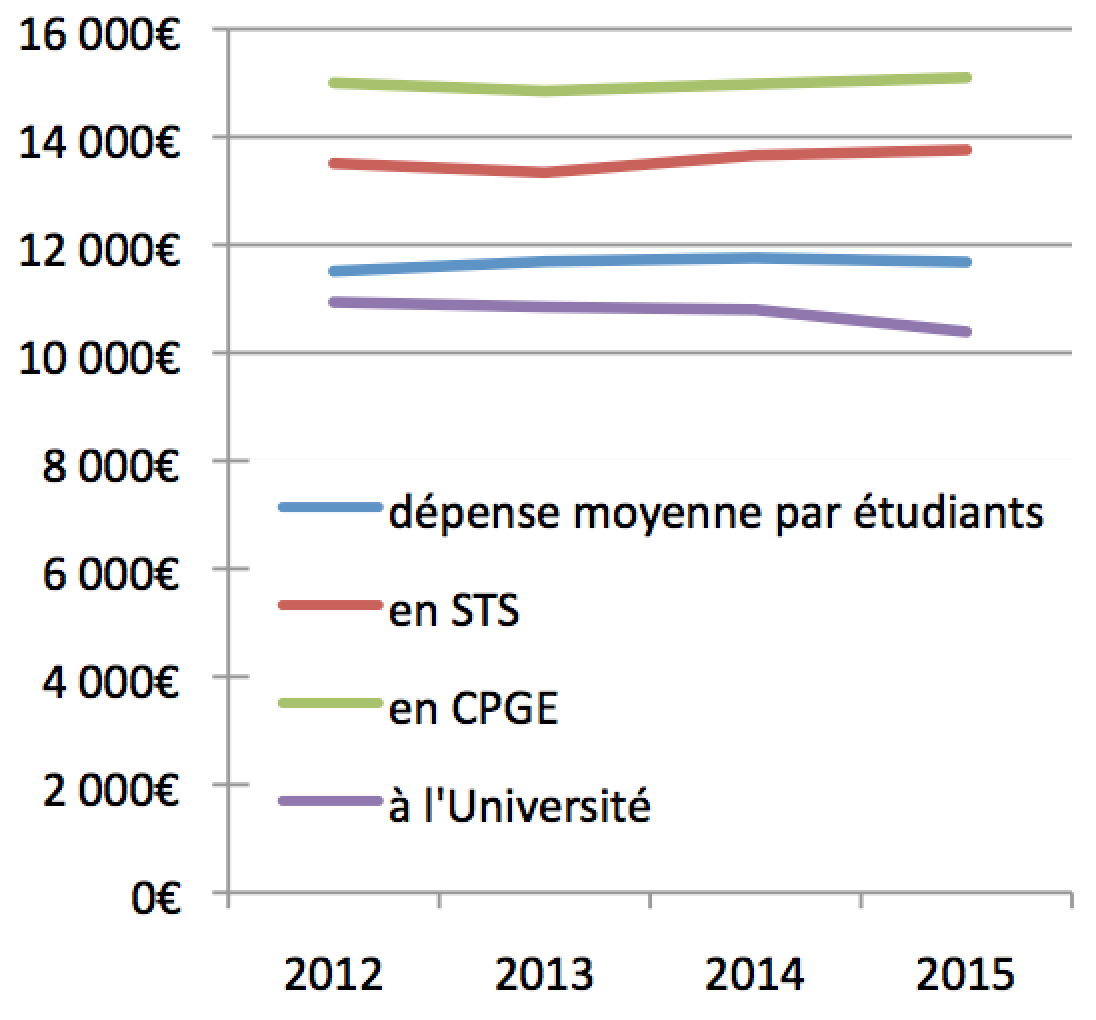 16 000€
14 000€
12 000€
10 000€
8 000€
6 000€
4 000€
2 000€
0€
dépense moyenne par étudiants
en STS
en CPGE
à l'Université
2012 2013 2014 2015